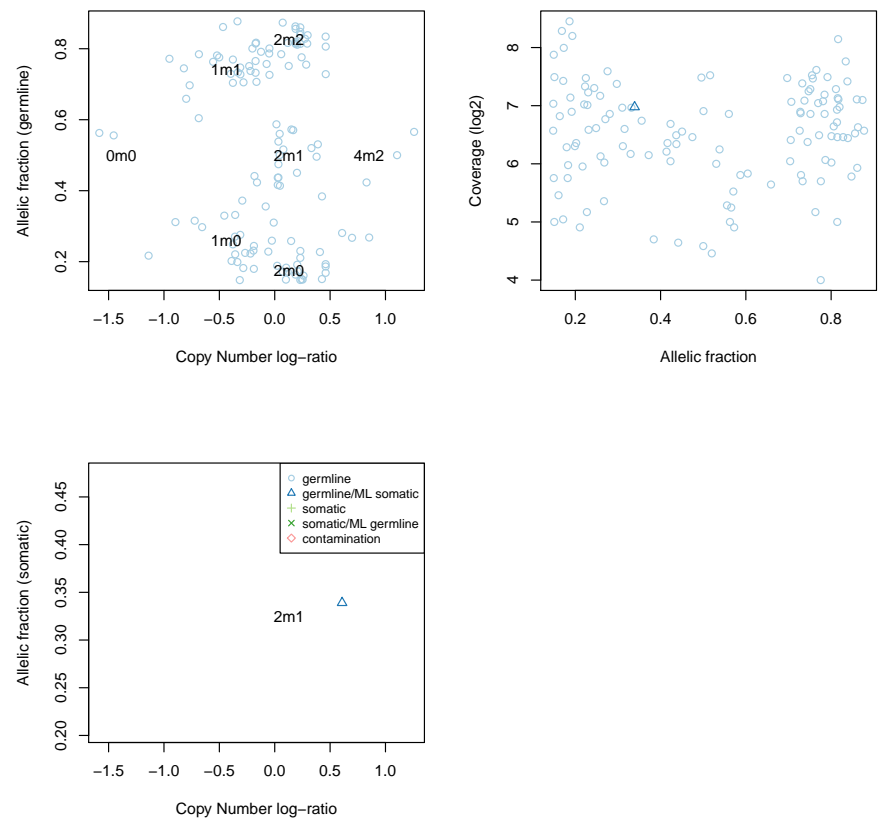 0.8
0.6
0.4
0.2
Allelic fraction (germline)
2m2
1m1
0m0
2m1
4m2
1m0
2m0
−1.5 −1.0 −0.5 0.0 0.5 1.0
Copy Number log−ratio
8
7
6
5
4
Coverage (log2)
0.2 0.4 0.6 0.8
Allelic fraction
0.45
0.40
0.35
0.30
0.25
0.20
Allelic fraction (somatic)
germline
germline/ML somatic
somatic
somatic/ML germline
contamination
2m1
−1.5 −1.0 −0.5 0.0 0.5 1.0
Copy Number log−ratio